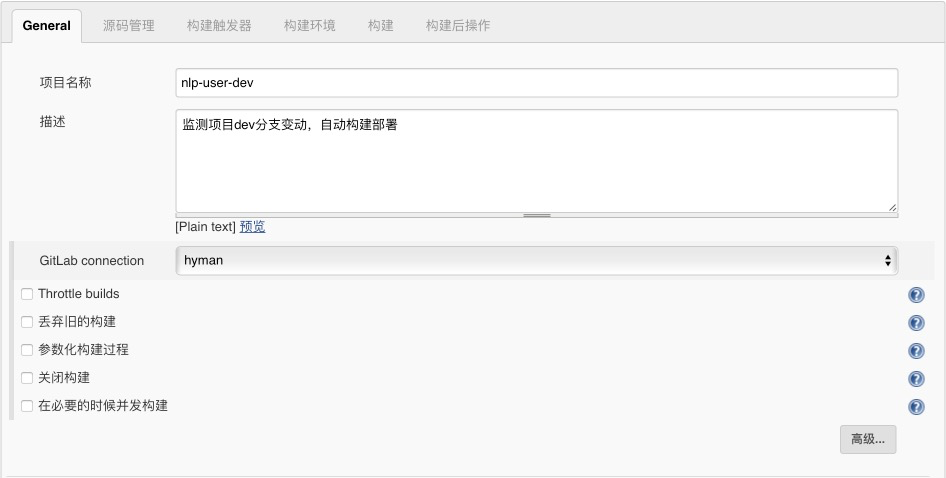 General 源码管理 构建触发器 构建环境 构建 构建后操作
项目名称 nlp-user-dev
描述 监测项目dev分支变动，自动构建部署
[Plain text] 预览
GitLab connection hyman
Throttle builds
丢弃旧的构建
参数化构建过程
关闭构建
在必要的时候并发构建
高级...